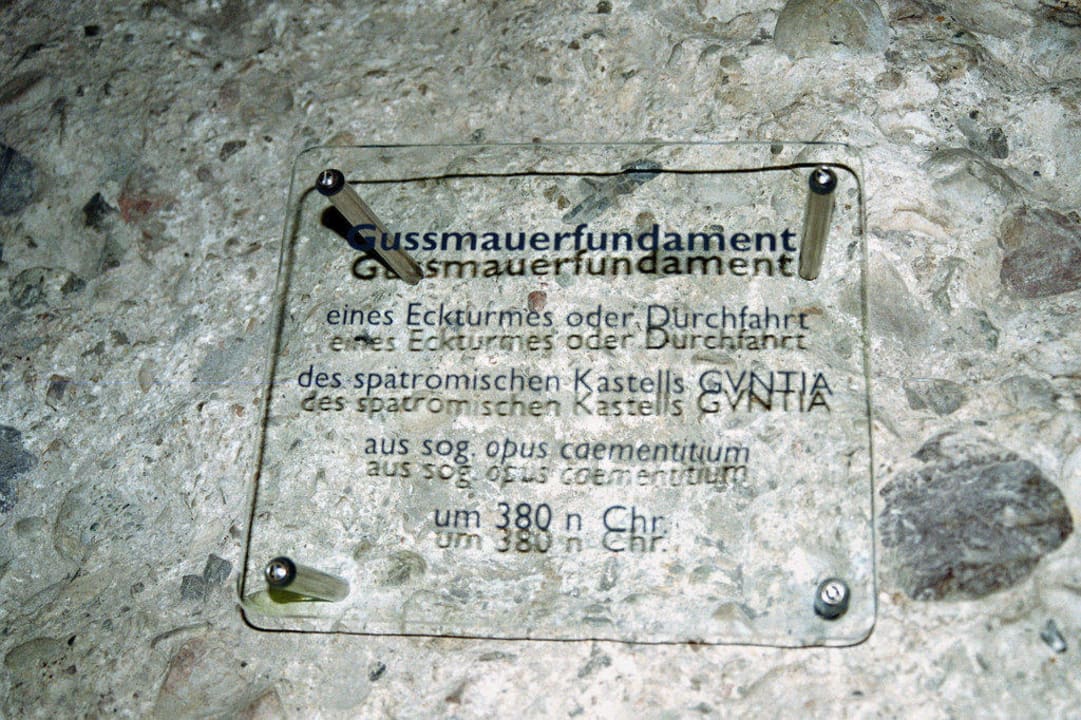 Gussmauerfundament
eines Eckturmes oder Durchfahrt
des spätrömischen Kastells GVNTIA
aus sog. opus caementitium
um 380 n Chr.